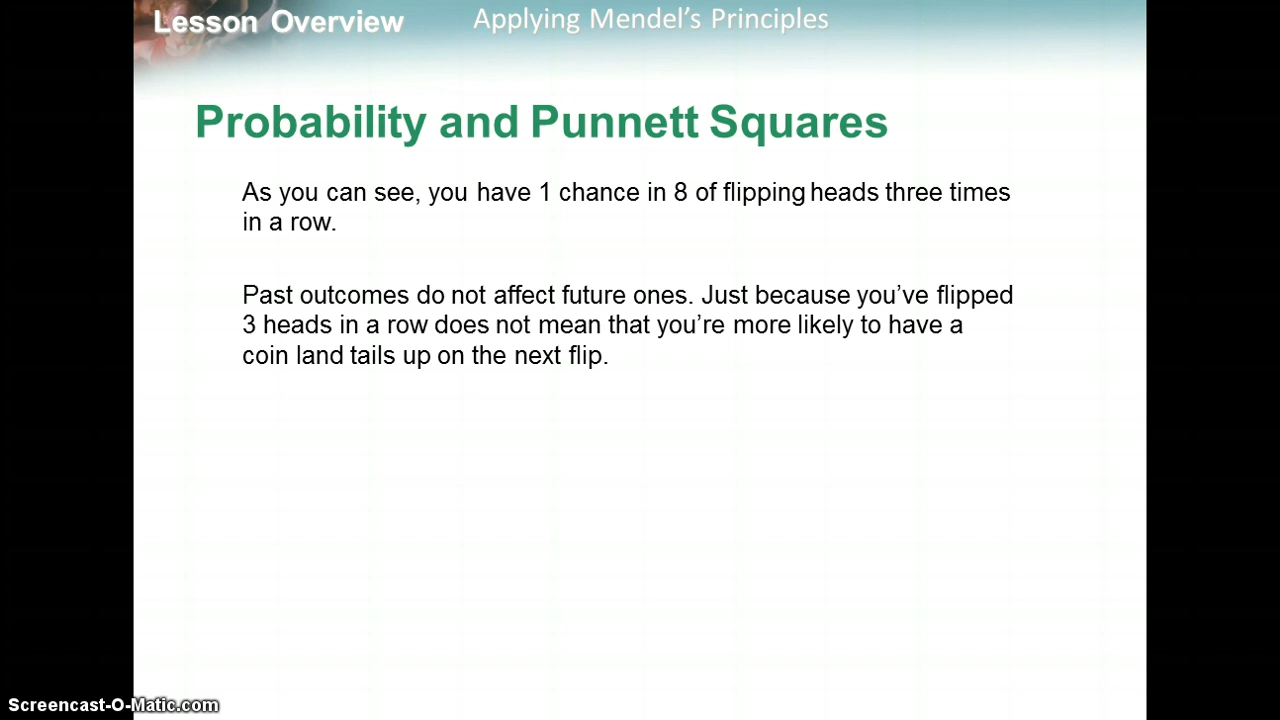 Lesson Overview Applying Mendel’s Principles
Probability and Punnett Squares
As you can see, you have 1 chance in 8 of flipping heads three times
in a row.
Past outcomes do not affect future ones. Just because you’ve flipped
3 heads in a row does not mean that you’re more likely to have a
coin land tails up on the next flip.
Screencast-O-Matic.com